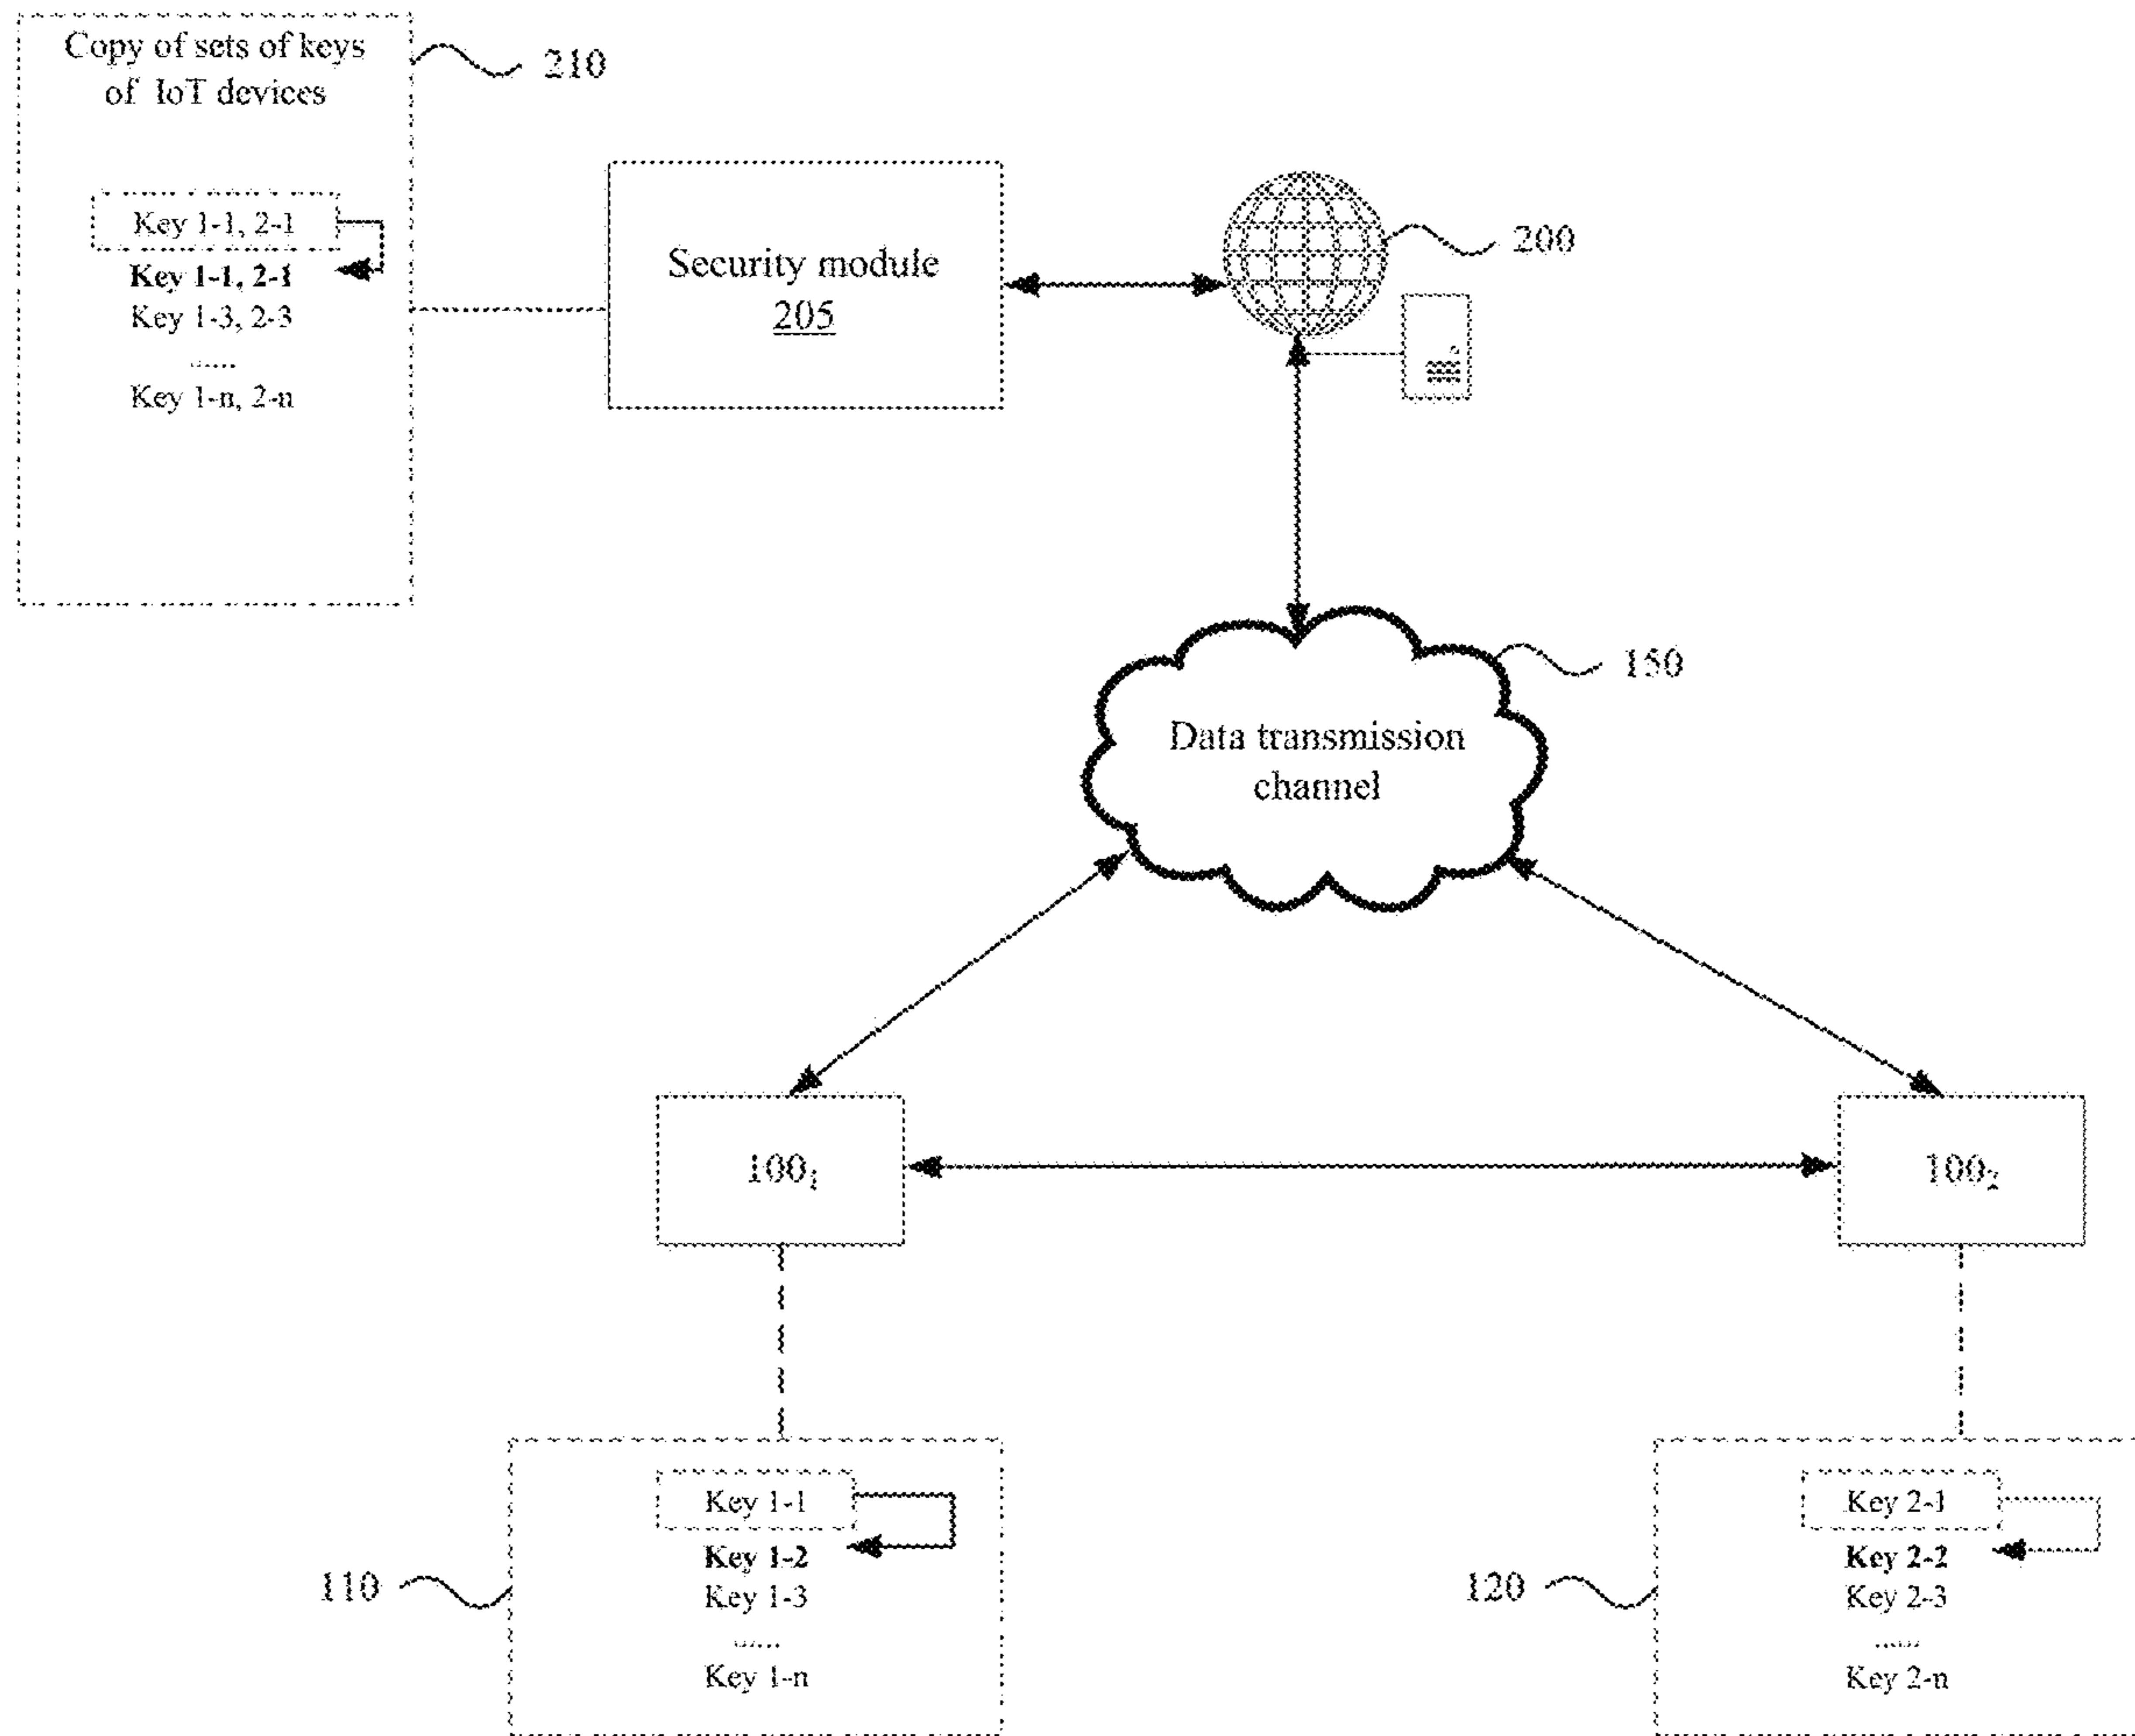 Copy of sets of keys
of IoT devices
210
Key 1-1, 2-1
Key 1-1, 2-1
Key 1-3, 2-3
......
Key 1-n, 2-n
Security module
205
200
150
Data transmission
channel
100₁
100₂
110
Key 1-1
Key 1-2
Key 1-3
......
Key 1-n
120
Key 2-1
Key 2-2
Key 2-3
......
Key 2-n